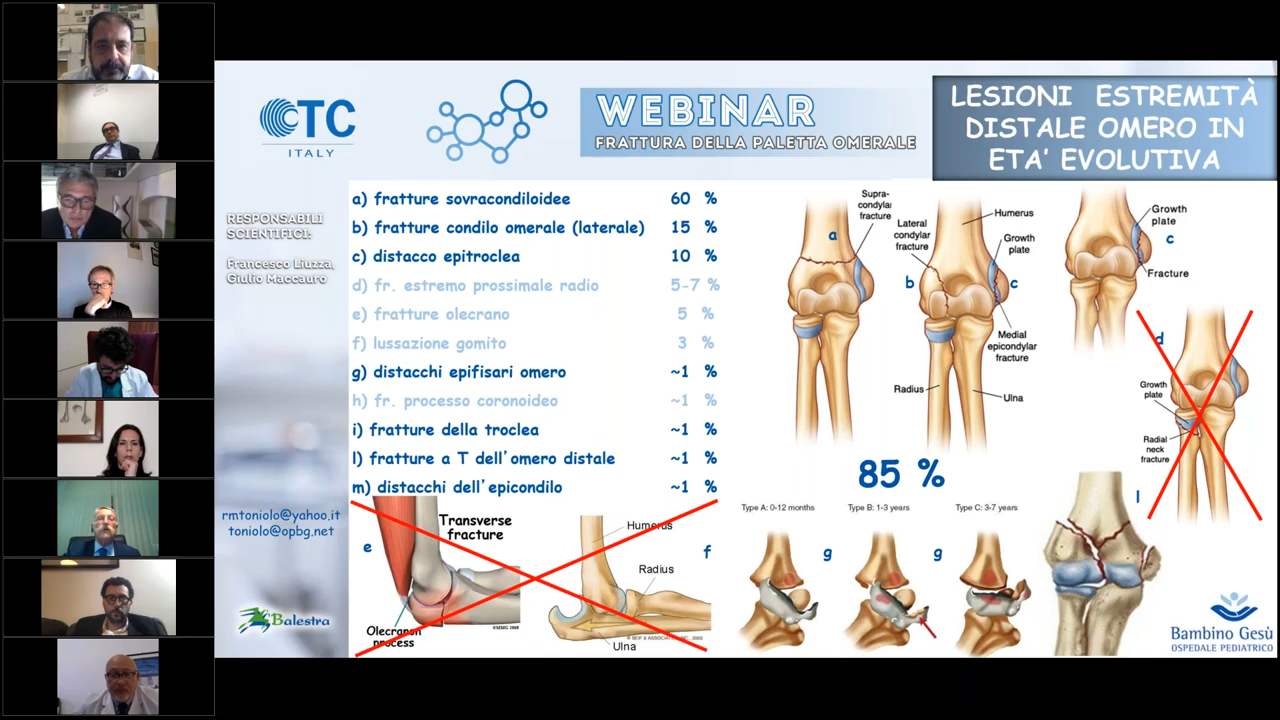 CTC
ITALY
WEBINAR
FRATTURA DELLA PALETTA OMERALE
LESIONI ESTREMITÀ
DISTALE OMERO IN
ETA' EVOLUTIVA
RESPONSABILI
SCIENTIFICI:
Francesco Liuzza,
Giulio Maccauro
rmtoniolo@yahoo.it
toniolo@opbg.net
Balestra
a) fratture sovracondiloidee 60 %
b) fratture condilo omerale (laterale) 15 %
c) distacco epitroclea 10 %
d) fr. estremo prossimale radio 5-7 %
e) fratture olecrano 5 %
f) lussazione gomito 3 %
g) distacchi epifisari omero ~1 %
h) fr. processo coronoideo ~1 %
i) fratture della troclea ~1 %
l) fratture a T dell'omero distale ~1 %
m) distacchi dell'epicondilo ~1 %
Supra-
condylar
fracture
a
Lateral
condylar
fracture
b
Humerus
Growth
plate
c
Medial
epicondylar
fracture
Radius
Ulna
Growth
plate
c
Fracture
d
Growth
plate
Radial
neck
fracture
85 %
Type A: 0-12 months
Type B: 1-3 years
Type C: 3-7 years
g
g
l
Transverse
fracture
e
Olecranon
process
©MMG 2008
Humerus
f
Radius
Ulna
Bambino Gesù
OSPEDALE PEDIATRICO